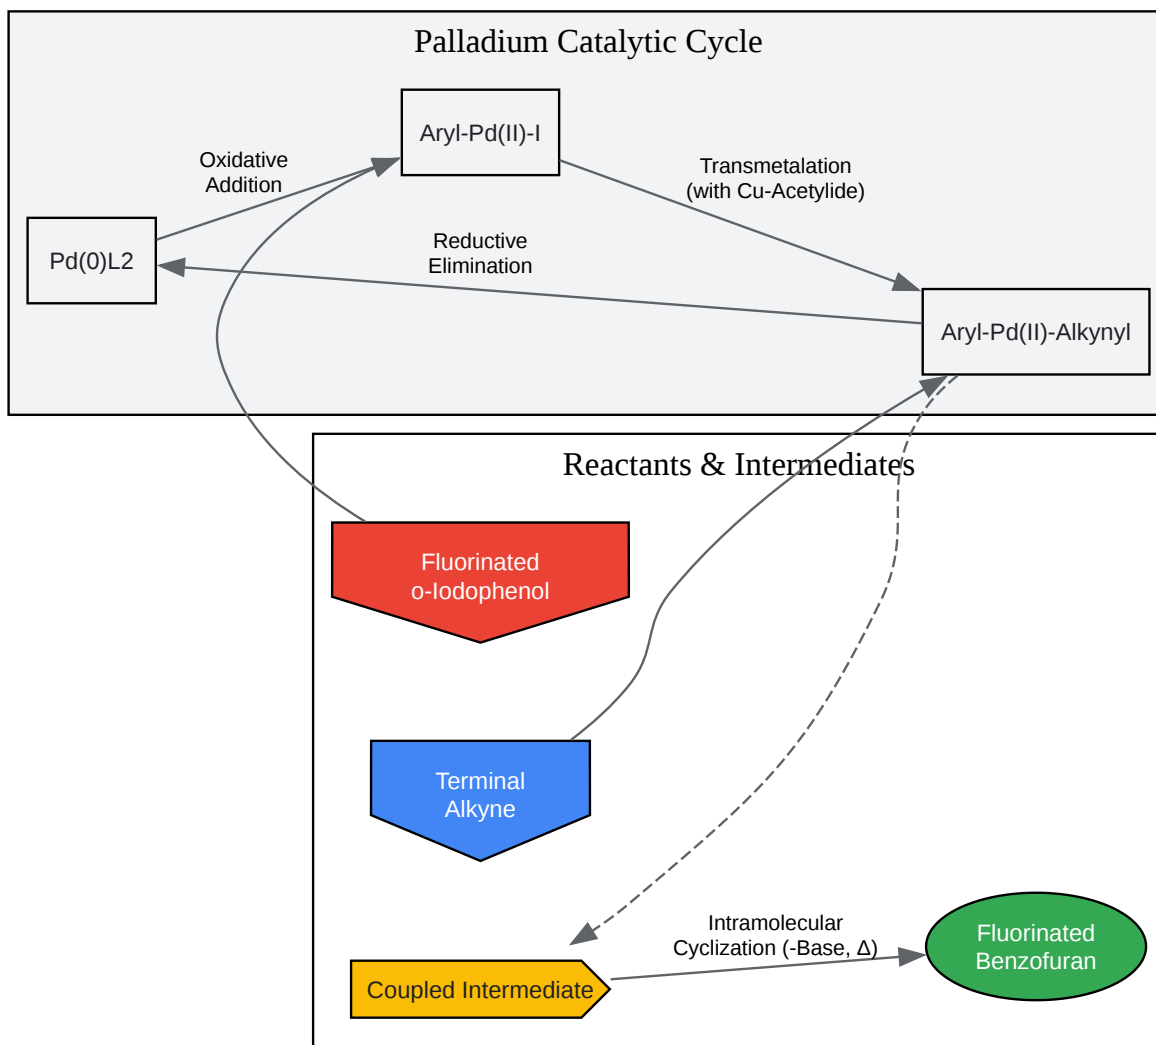 Palladium Catalytic Cycle
Aryl-Pd(II)-I
Oxidative
Addition
Transmetalation
(with Cu-Acetylide)
Pd(0)L2
Reductive
Elimination
Aryl-Pd(II)-Alkynyl
Reactants & Intermediates
Fluorinated
o-Iodophenol
Terminal
Alkyne
Intramolecular
Cyclization (-Base, Δ)
Fluorinated
Benzofuran
Coupled Intermediate